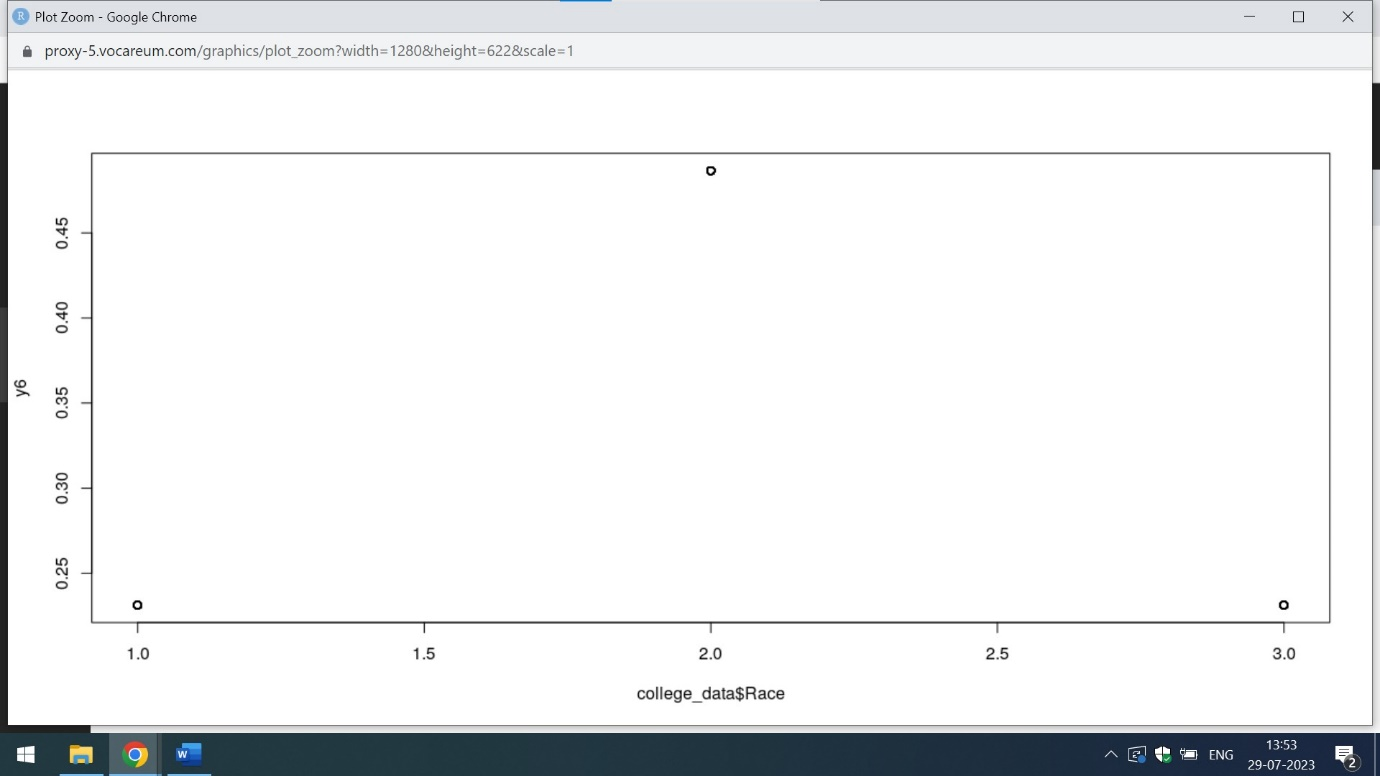 R Plot Zoom - Google Chrome
proxy-5.vocareum.com/graphics/plot_zoom?width=1280&height=622&scale=1
0.45
0.40
0.35
0.30
0.25
y6
1.0 1.5 2.0 2.5 3.0
college_data$Race
W
ENG
13:53
29-07-2023
2